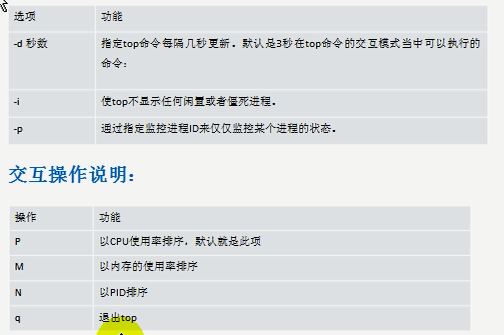 选项 功能
-d 秒数 指定top命令每隔几秒更新。默认是3秒在top命令的交互模式当中可以执行的
命令：
-i 使top不显示任何闲置或者僵死进程。
-p 通过指定监控进程ID来仅仅监控某个进程的状态。
交互操作说明：
操作 功能
P 以CPU使用率排序，默认就是此项
M 以内存的使用率排序
N 以PID排序
q 退出top